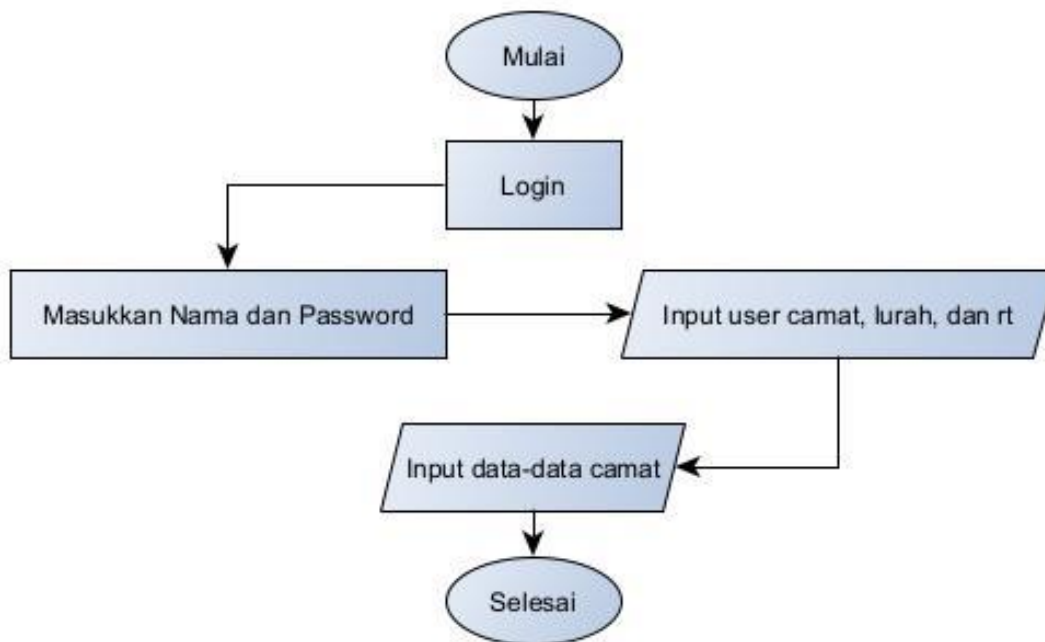 Mulai
Login
Masukkan Nama dan Password
Input user camat, lurah, dan rt
Input data-data camat
Selesai